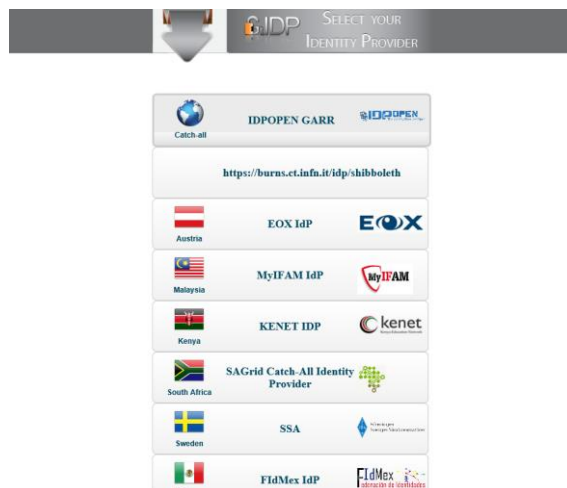 IDP SELECT YOUR
IDENTITY PROVIDER
Catch-all
IDPOPEN GARR
IDPOPEN
https://burns.ct.infn.it/idp/shibboleth
Austria
EOX IdP
EOX
Malaysia
MyIFAM IdP
MyIFAM
Kenya
KENET IDP
kenet
South Africa
SAGrid Catch-All Identity
Provider
Sweden
SSA
FIdMex IdP
FIdMex
Federación de Identidades